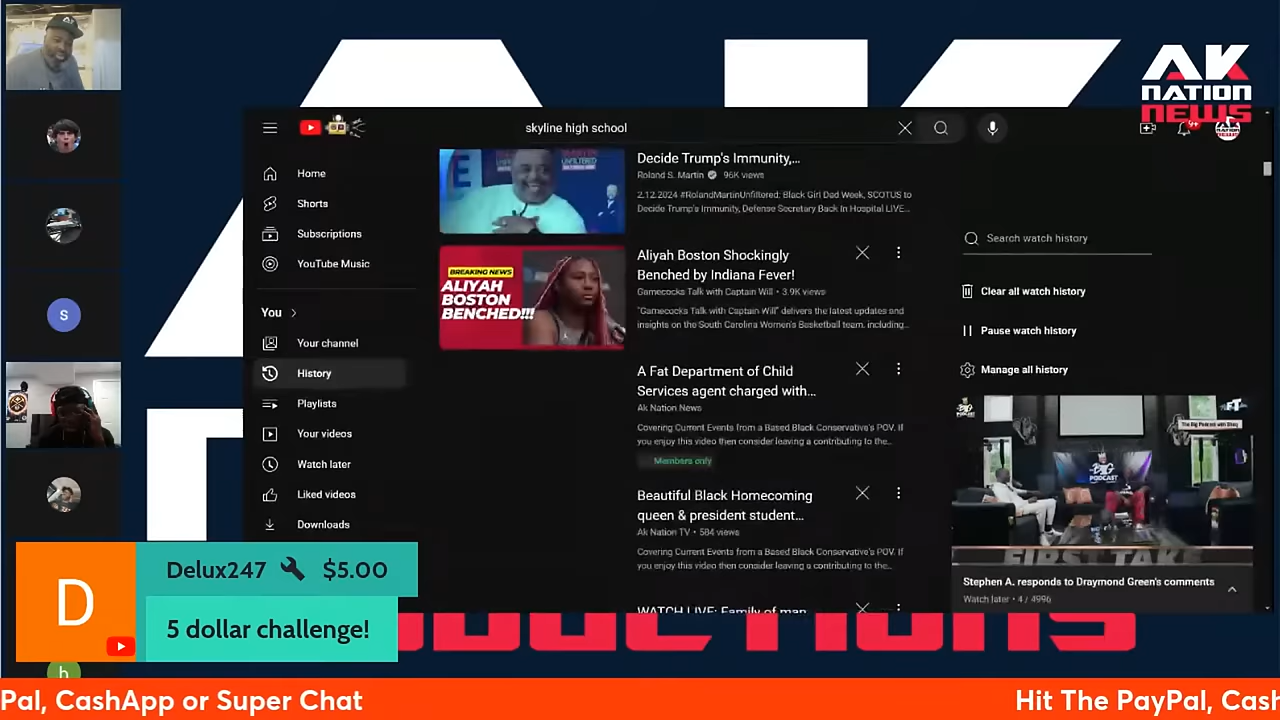 AK
NATION
NEWS
skyline high school
9+
Home
Shorts
Subscriptions
YouTube Music
You
Your channel
History
Playlists
Your videos
Watch later
Liked videos
Downloads
Decide Trump's Immunity,...
Roland S. Martin 96K views
2.12.2024 #RolandMartinUnfiltered: Black Girl Dad Week, SCOTUS to
Decide Trump's Immunity, Defense Secretary Back In Hospital LIVE...
BREAKING NEWS
ALIYAH
BOSTON
BENCHED!!!
Aliyah Boston Shockingly
Benched by Indiana Fever!
Gamecocks Talk with Captain Will • 3.9K views
"Gamecocks Talk with Captain Will" delivers the latest updates and
insights on the South Carolina Women's Basketball team, including...
A Fat Department of Child
Services agent charged with...
Ak Nation News
Covering Current Events from a Based Black Conservative's POV. If
you enjoy this video then consider leaving a contributing to the...
Members only
Beautiful Black Homecoming
queen & president student...
Ak Nation TV • 584 views
Covering Current Events from a Based Black Conservative's POV. If
you enjoy this video then consider leaving a contributing to the...
WATCH LIVE: Family of man
Search watch history
Clear all watch history
Pause watch history
Manage all history
The Big Podcast with Shaq
BIG
PODCAST
FIRST TAKE
Stephen A. responds to Draymond Green's comments
Watch later • 4 / 4996
S
D
Delux247 $5.00
5 dollar challenge!
h
Pal, CashApp or Super Chat
Hit The PayPal, Cash